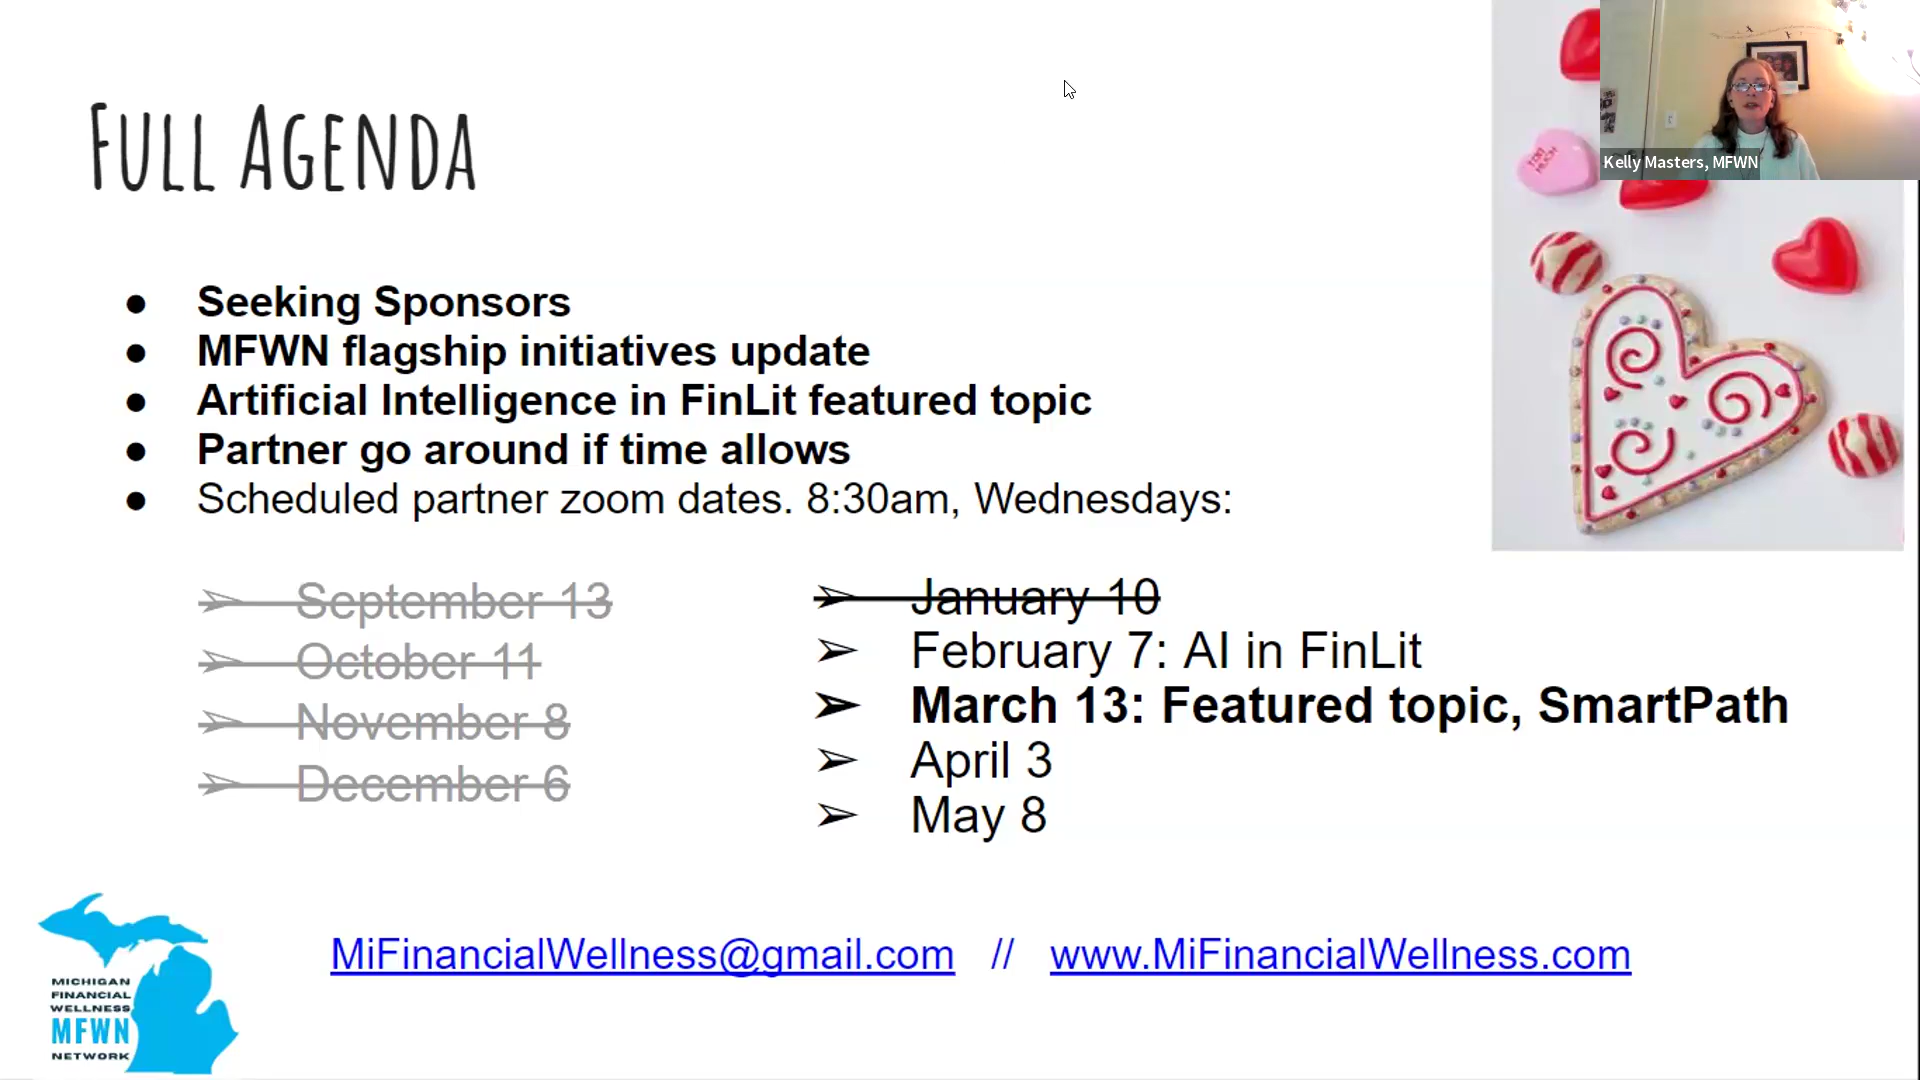 FULL AGENDA
Kelly Masters, MFWN
TOO MUCH
● Seeking Sponsors
● MFWN flagship initiatives update
● Artificial Intelligence in FinLit featured topic
● Partner go around if time allows
● Scheduled partner zoom dates. 8:30am, Wednesdays:
➢ September 13
➢ October 11
➢ November 8
➢ December 6
➢ January 10
➢ February 7: AI in FinLit
➢ March 13: Featured topic, SmartPath
➢ April 3
➢ May 8
MICHIGAN
FINANCIAL
WELLNESS
MFWN
NETWORK
MiFinancialWellness@gmail.com // www.MiFinancialWellness.com